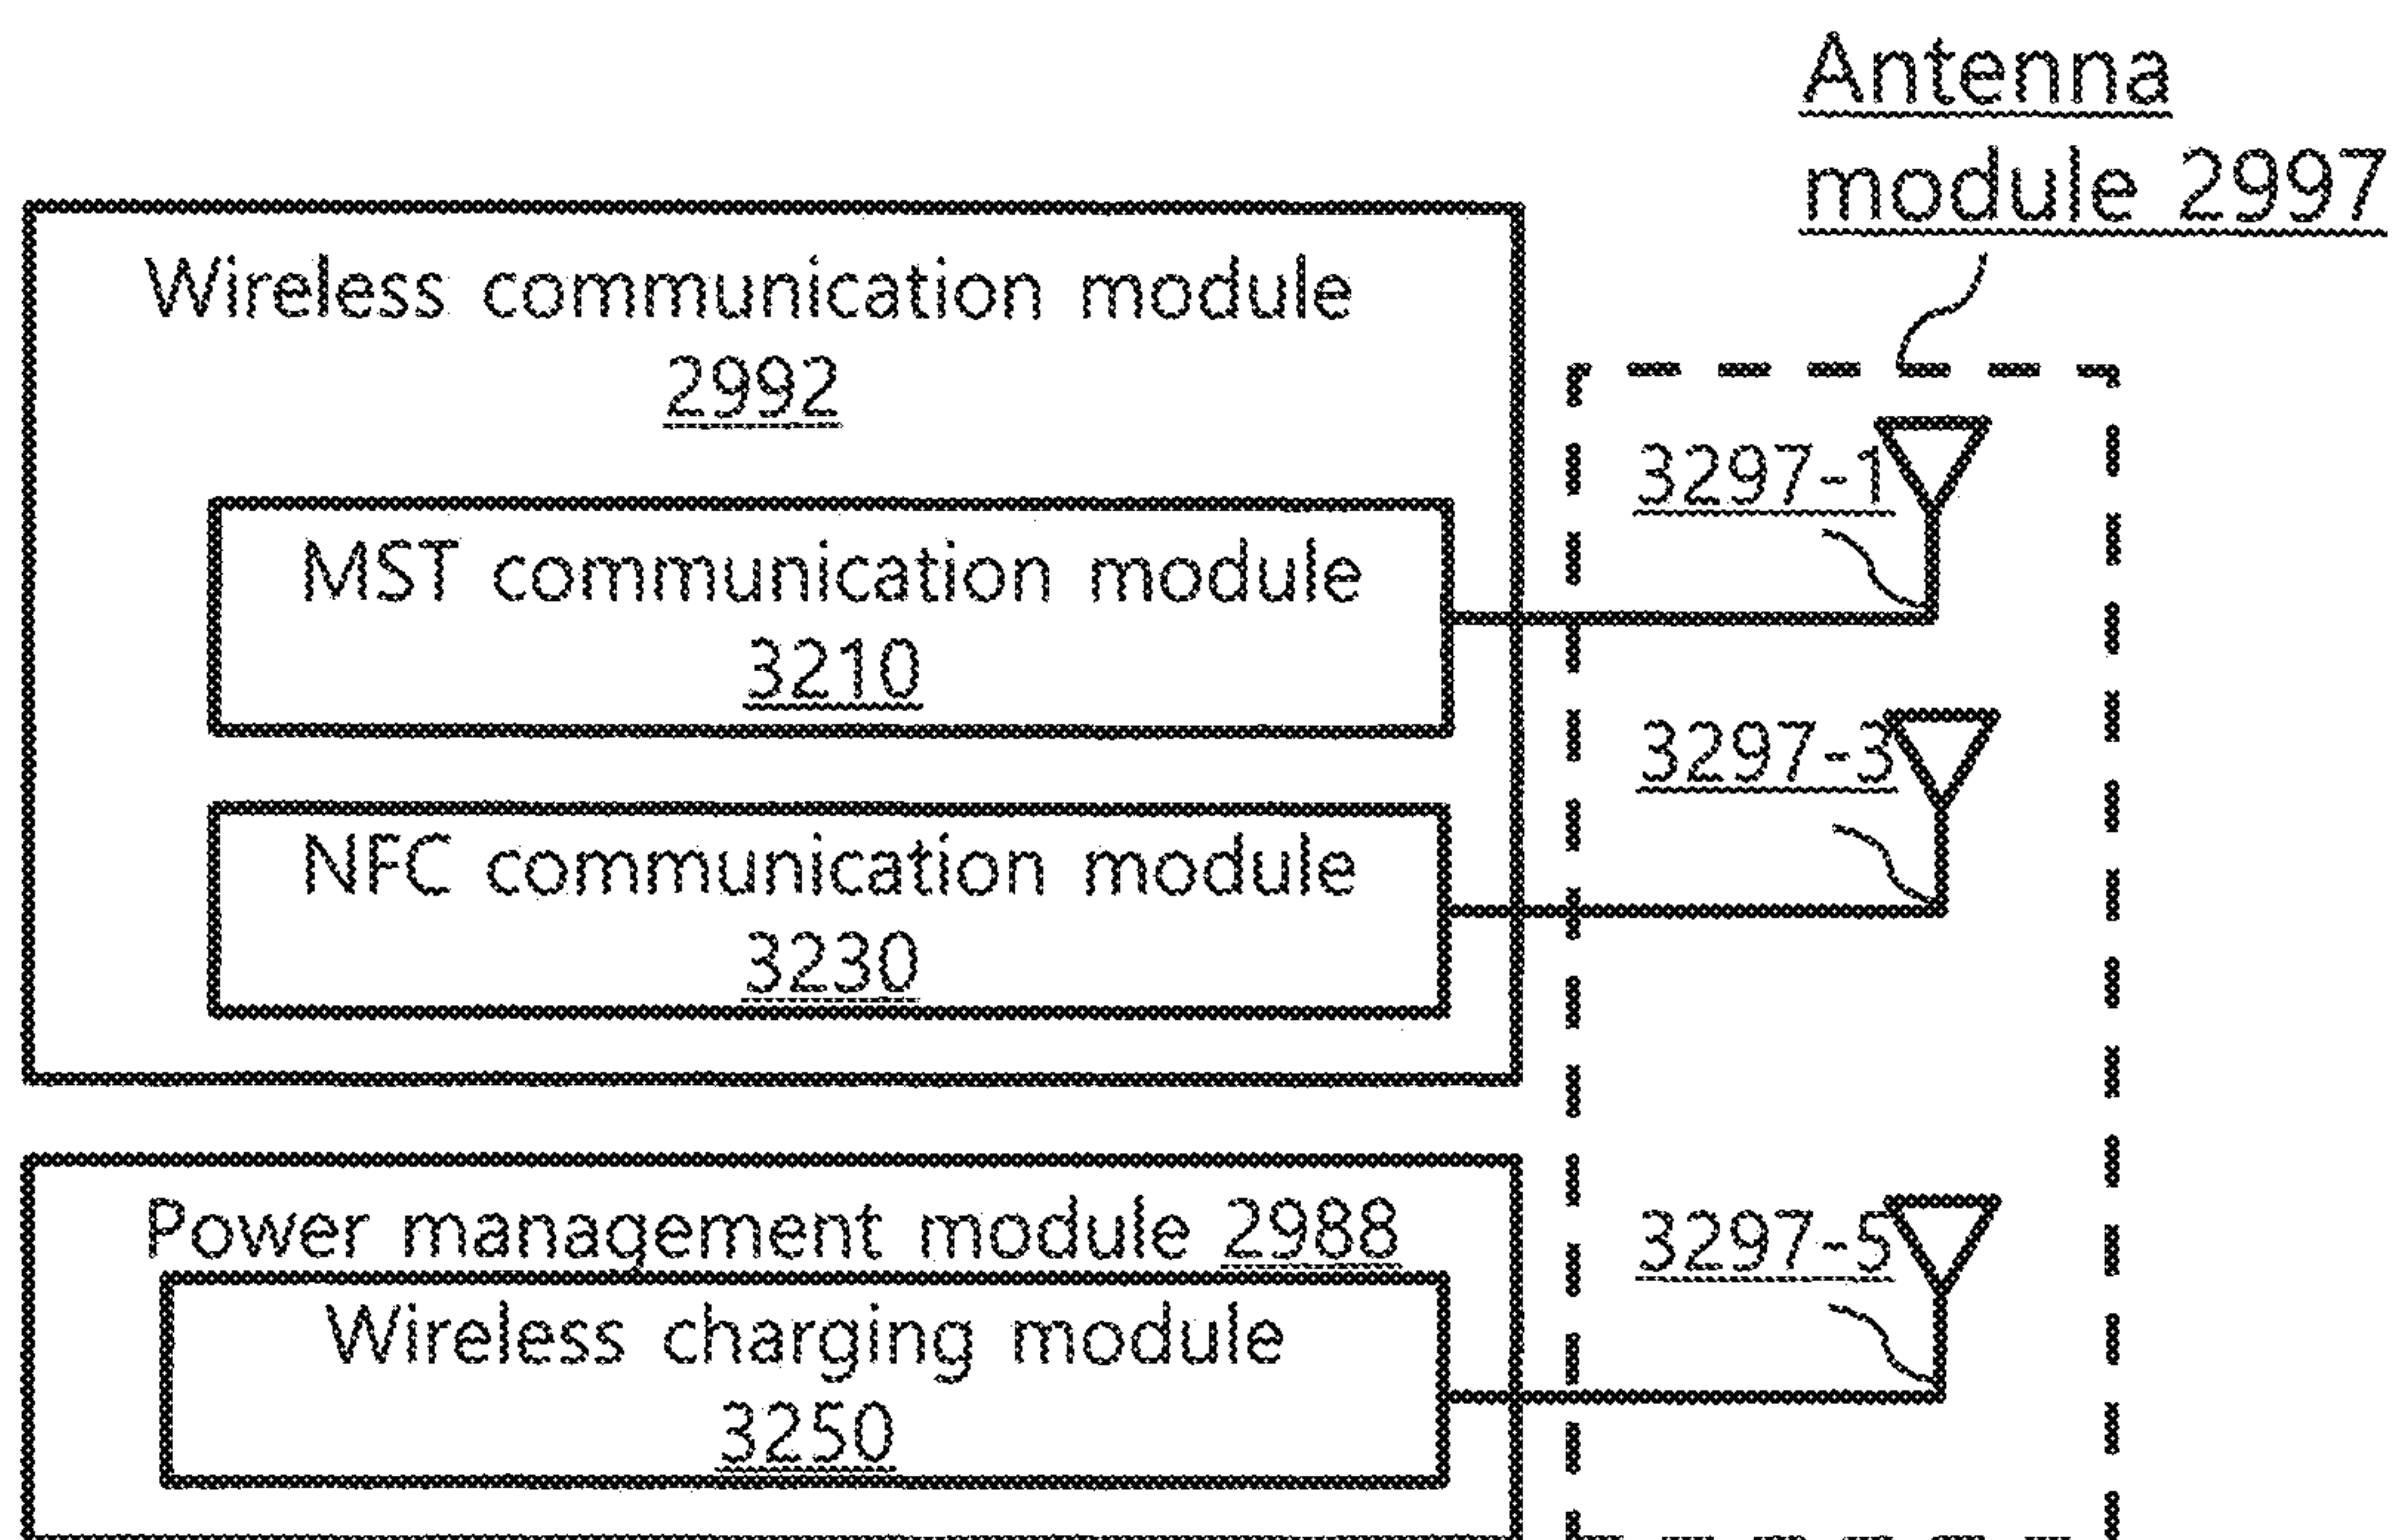 Antenna
module 2997
Wireless communication module
2992
3297-1
MST communication module
3210
3297-3
NFC communication module
3230
Power management module 2988
3297-5
Wireless charging module
3250